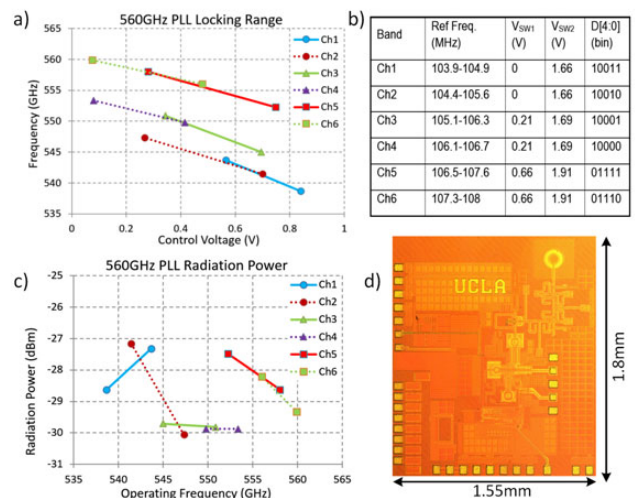 a)
560GHz PLL Locking Range
Frequency (GHz)
565
560
555
550
545
540
535
0
0.2
0.4
0.6
0.8
1
Control Voltage (V)
Ch1
Ch2
Ch3
Ch4
Ch5
Ch6
b)
Band Ref Freq. (MHz) VSW1 (V) VSW2 (V) D[4:0] (bin)
Ch1 103.9-104.9 0 1.66 10011
Ch2 104.4-105.6 0 1.66 10010
Ch3 105.1-106.3 0.21 1.69 10001
Ch4 106.1-106.7 0.21 1.69 10000
Ch5 106.5-107.6 0.66 1.91 01111
Ch6 107.3-108 0.66 1.91 01110
c)
560GHz PLL Radiation Power
Radiation Power (dBm)
-25
-26
-27
-28
-29
-30
-31
535
540
545
550
555
560
565
Operating Frequency (GHz)
Ch1
Ch2
Ch3
Ch4
Ch5
Ch6
d)
UCLA
1.8mm
1.55mm